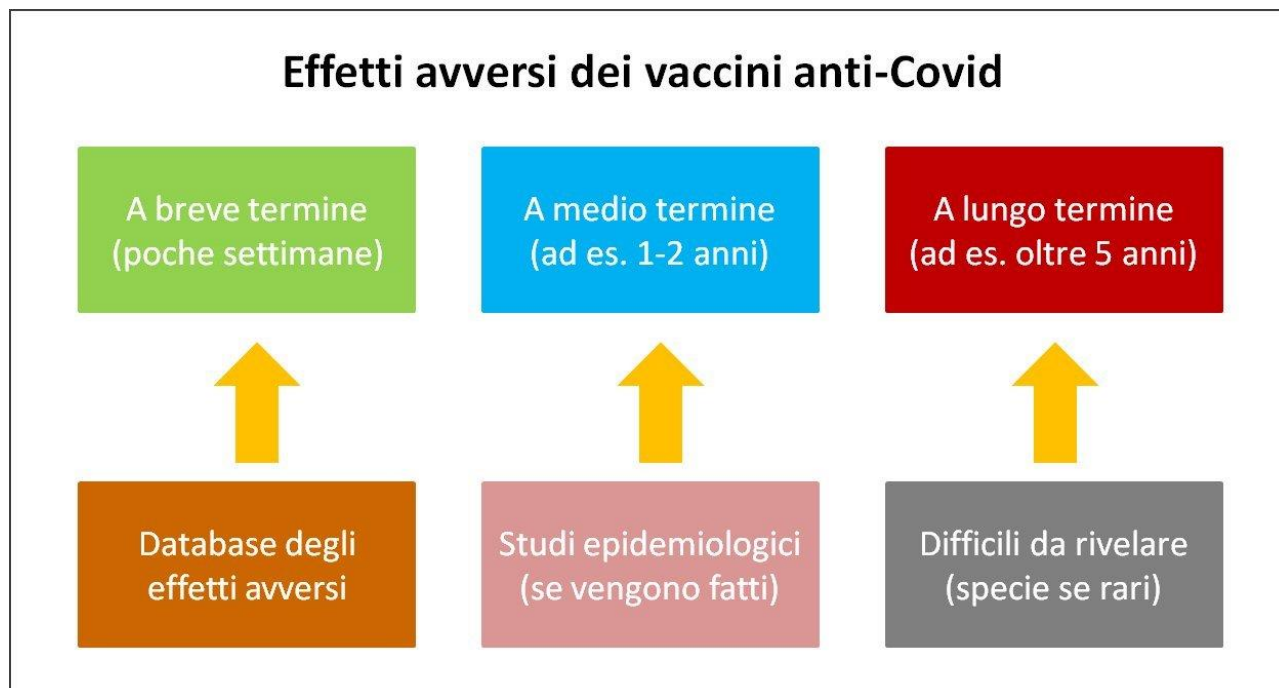 Effetti avversi dei vaccini anti-Covid
A breve termine
(poche settimane)
A medio termine
(ad es. 1-2 anni)
A lungo termine
(ad es. oltre 5 anni)
Database degli
effetti avversi
Studi epidemiologici
(se vengono fatti)
Difficili da rivelare
(specie se rari)